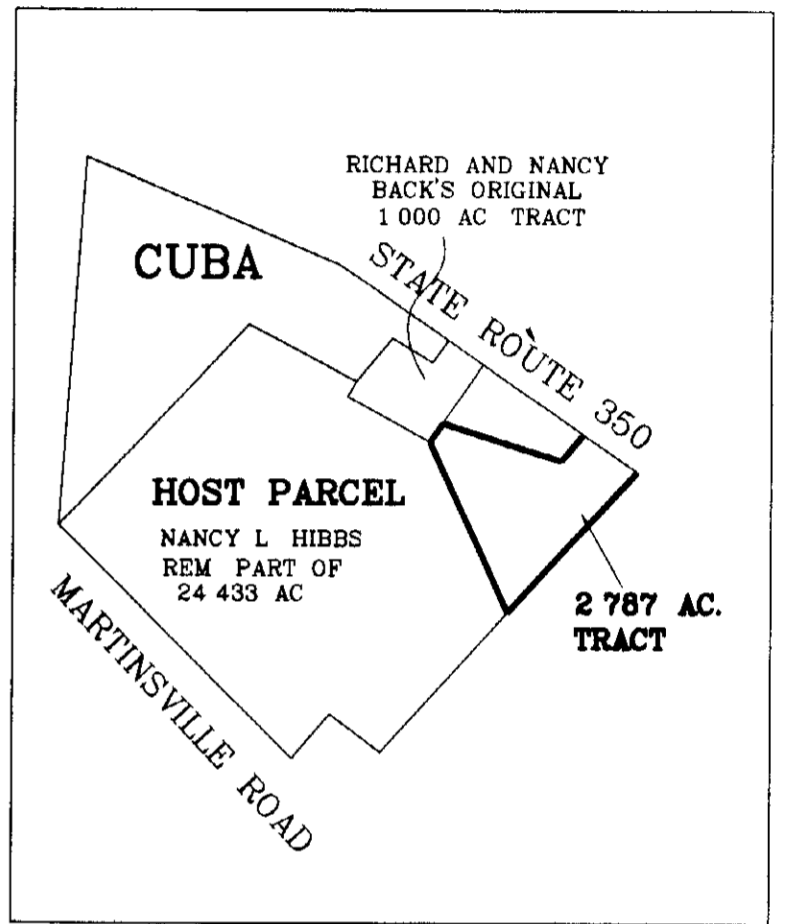 RICHARD AND NANCY
BACK'S ORIGINAL
1 000 AC TRACT
CUBA
STATE ROUTE 350
HOST PARCEL
NANCY L HIBBS
REM PART OF
24 433 AC
2 787 AC.
TRACT
MARTINSVILLE ROAD